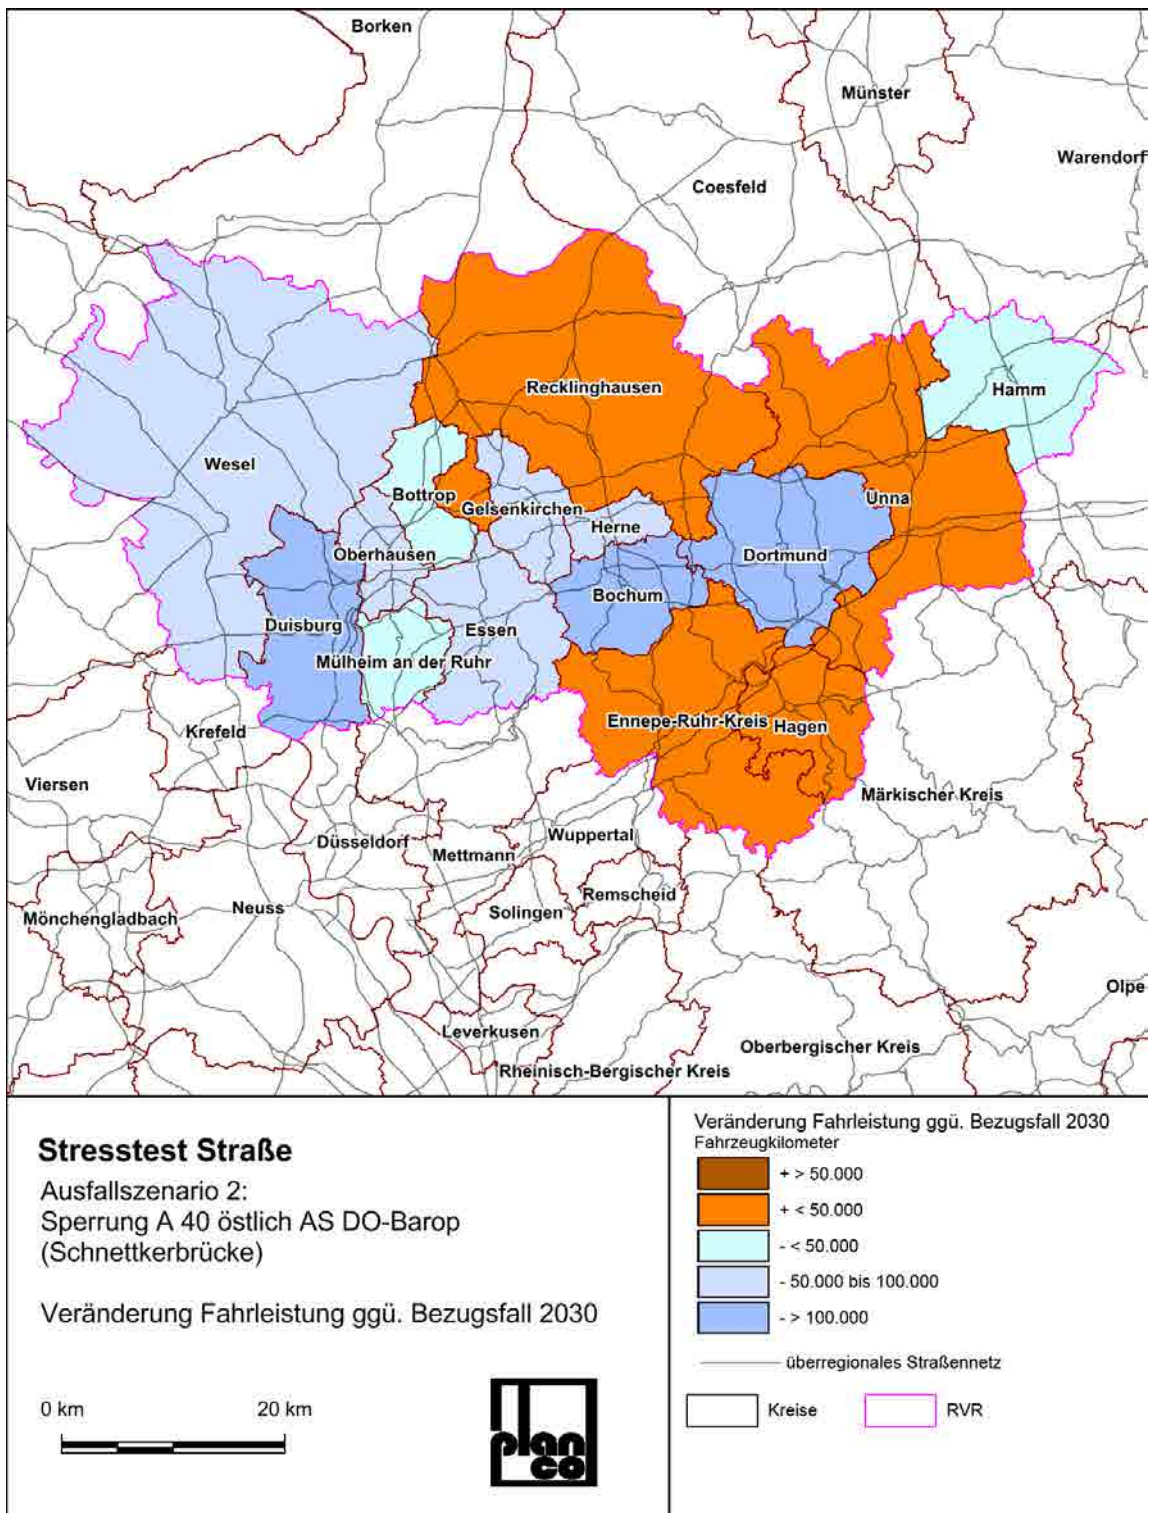 Borken
Münster
Warendorf
Coesfeld
Recklinghausen
Hamm
Wesel
Bottrop
Gelsenkirchen
Unna
Herne
Oberhausen
Dortmund
Bochum
Duisburg
Essen
Mülheim an der Ruhr
Ennepe-Ruhr-Kreis
Hagen
Krefeld
Viersen
Märkischer Kreis
Düsseldorf
Wuppertal
Mettmann
Remscheid
Neuss
Solingen
Mönchengladbach
Olpe
Leverkusen
Oberbergischer Kreis
Rheinisch-Bergischer Kreis
Stresstest Straße
Ausfallszenario 2:
Sperrung A 40 östlich AS DO-Barop
(Schnettkerbrücke)
Veränderung Fahrleistung ggü. Bezugsfall 2030
0 km 20 km
plan
co
Veränderung Fahrleistung ggü. Bezugsfall 2030
Fahrzeugkilometer
+ > 50.000
+ < 50.000
- < 50.000
- 50.000 bis 100.000
- > 100.000
überregionales Straßennetz
Kreise RVR